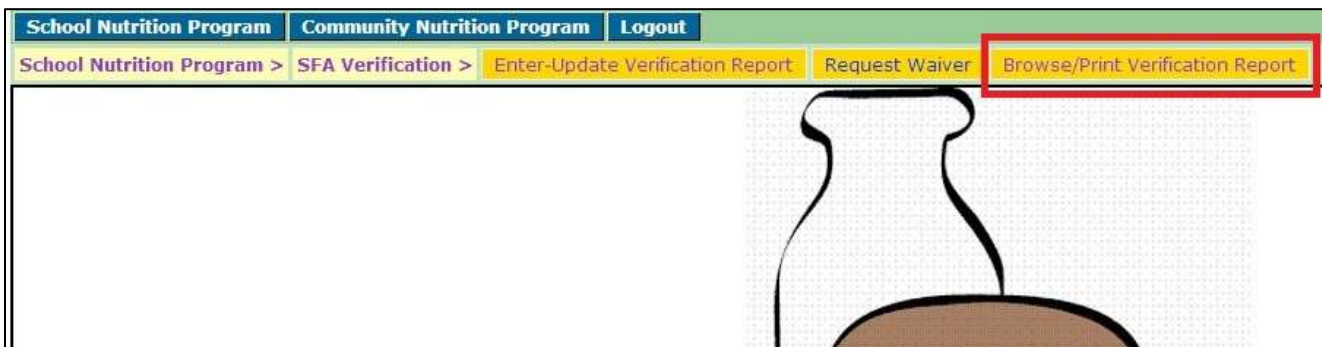 School Nutrition Program Community Nutrition Program Logout
School Nutrition Program > SFA Verification > Enter-Update Verification Report Request Waiver Browse/Print Verification Report